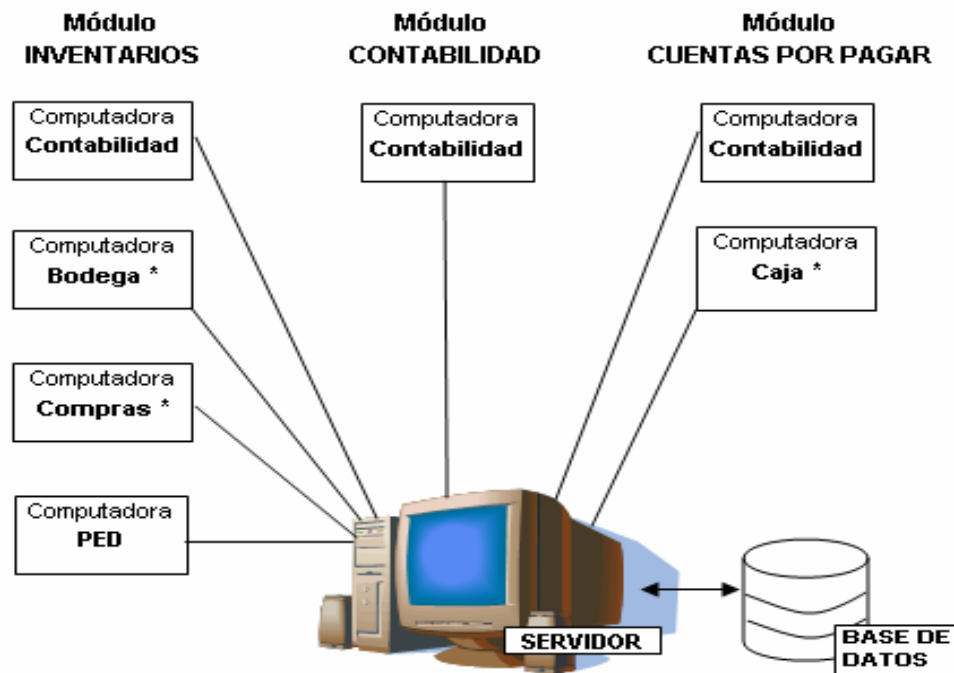 Módulo
INVENTARIOS
Módulo
CONTABILIDAD
Módulo
CUENTAS POR PAGAR
Computadora
Contabilidad
Computadora
Contabilidad
Computadora
Contabilidad
Computadora
Bodega *
Computadora
Caja *
Computadora
Compras *
Computadora
PED
SERVIDOR
BASE DE
DATOS